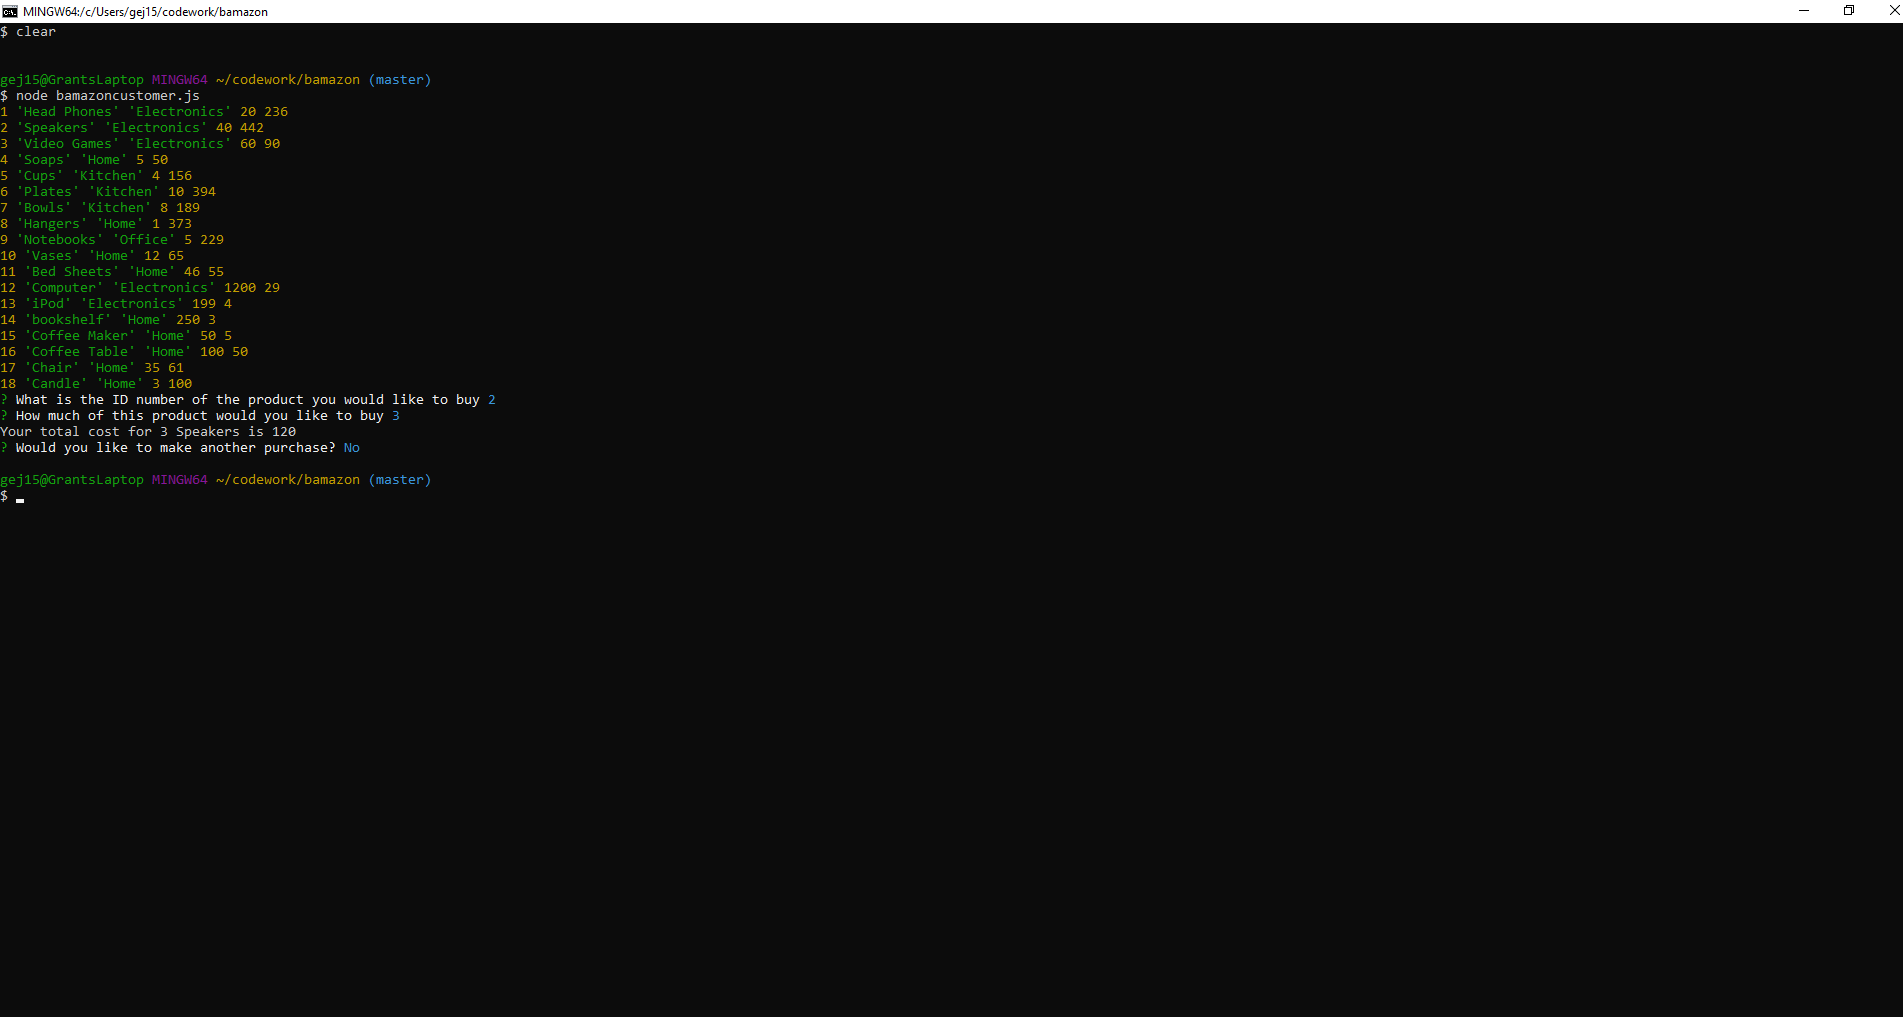 MINGW64:/c/Users/gej15/codework/bamazon
$ clear
gej15@GrantsLaptop MINGW64 ~/codework/bamazon (master)
$ node bamazoncustomer.js
1 'Head Phones' 'Electronics' 20 236
2 'Speakers' 'Electronics' 40 442
3 'Video Games' 'Electronics' 60 90
4 'Soaps' 'Home' 5 50
5 'Cups' 'Kitchen' 4 156
6 'Plates' 'Kitchen' 10 394
7 'Bowls' 'Kitchen' 8 189
8 'Hangers' 'Home' 1 373
9 'Notebooks' 'Office' 5 229
10 'Vases' 'Home' 12 65
11 'Bed Sheets' 'Home' 46 55
12 'Computer' 'Electronics' 1200 29
13 'iPod' 'Electronics' 199 4
14 'bookshelf' 'Home' 250 3
15 'Coffee Maker' 'Home' 50 5
16 'Coffee Table' 'Home' 100 50
17 'Chair' 'Home' 35 61
18 'Candle' 'Home' 3 100
? What is the ID number of the product you would like to buy 2
? How much of this product would you like to buy 3
Your total cost for 3 Speakers is 120
? Would you like to make another purchase? No
gej15@GrantsLaptop MINGW64 ~/codework/bamazon (master)
$